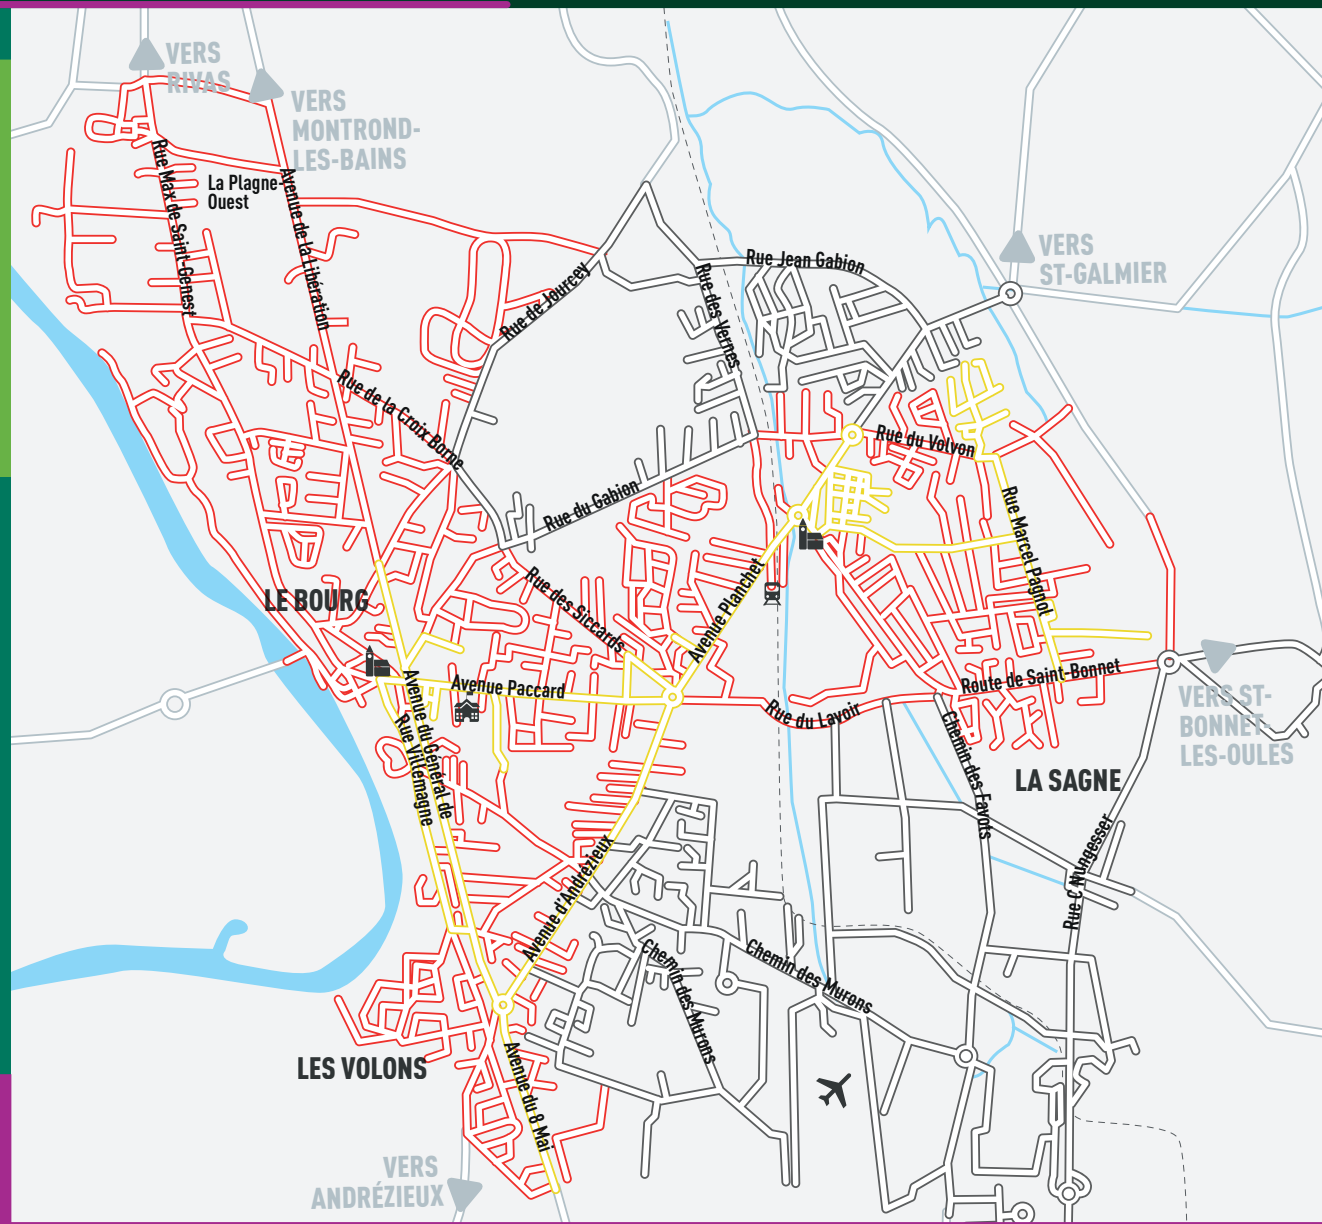 VERS
RIVAS
VERS
MONTROND-
LES-BAINS
La Plagne-
Ouest
Rue Max de Saint-Genest
Avenue de la Libération
Rue de Jourcey
Rue des Vernes
Rue Jean Gabion
VERS
ST-GALMIER
Rue de la Croix Borne
Rue du Gabion
Rue du Volvon
Rue Marcel Pagnol
Rue des Siccards
Avenue Planchet
LE BOURG
Avenue Paccard
Rue du Lavoir
Route de Saint-Bonnet
VERS ST-
BONNET-
LES-OULES
Avenue du Général de
Rue Villemagne
Chemin des Favots
LA SAGNE
Rue C Nungesser
Avenue d'Andrézieux
Chemin des Murons
Chemin des Murons
LES VOLONS
Avenue du 8 Mai
VERS
ANDRÉZIEUX